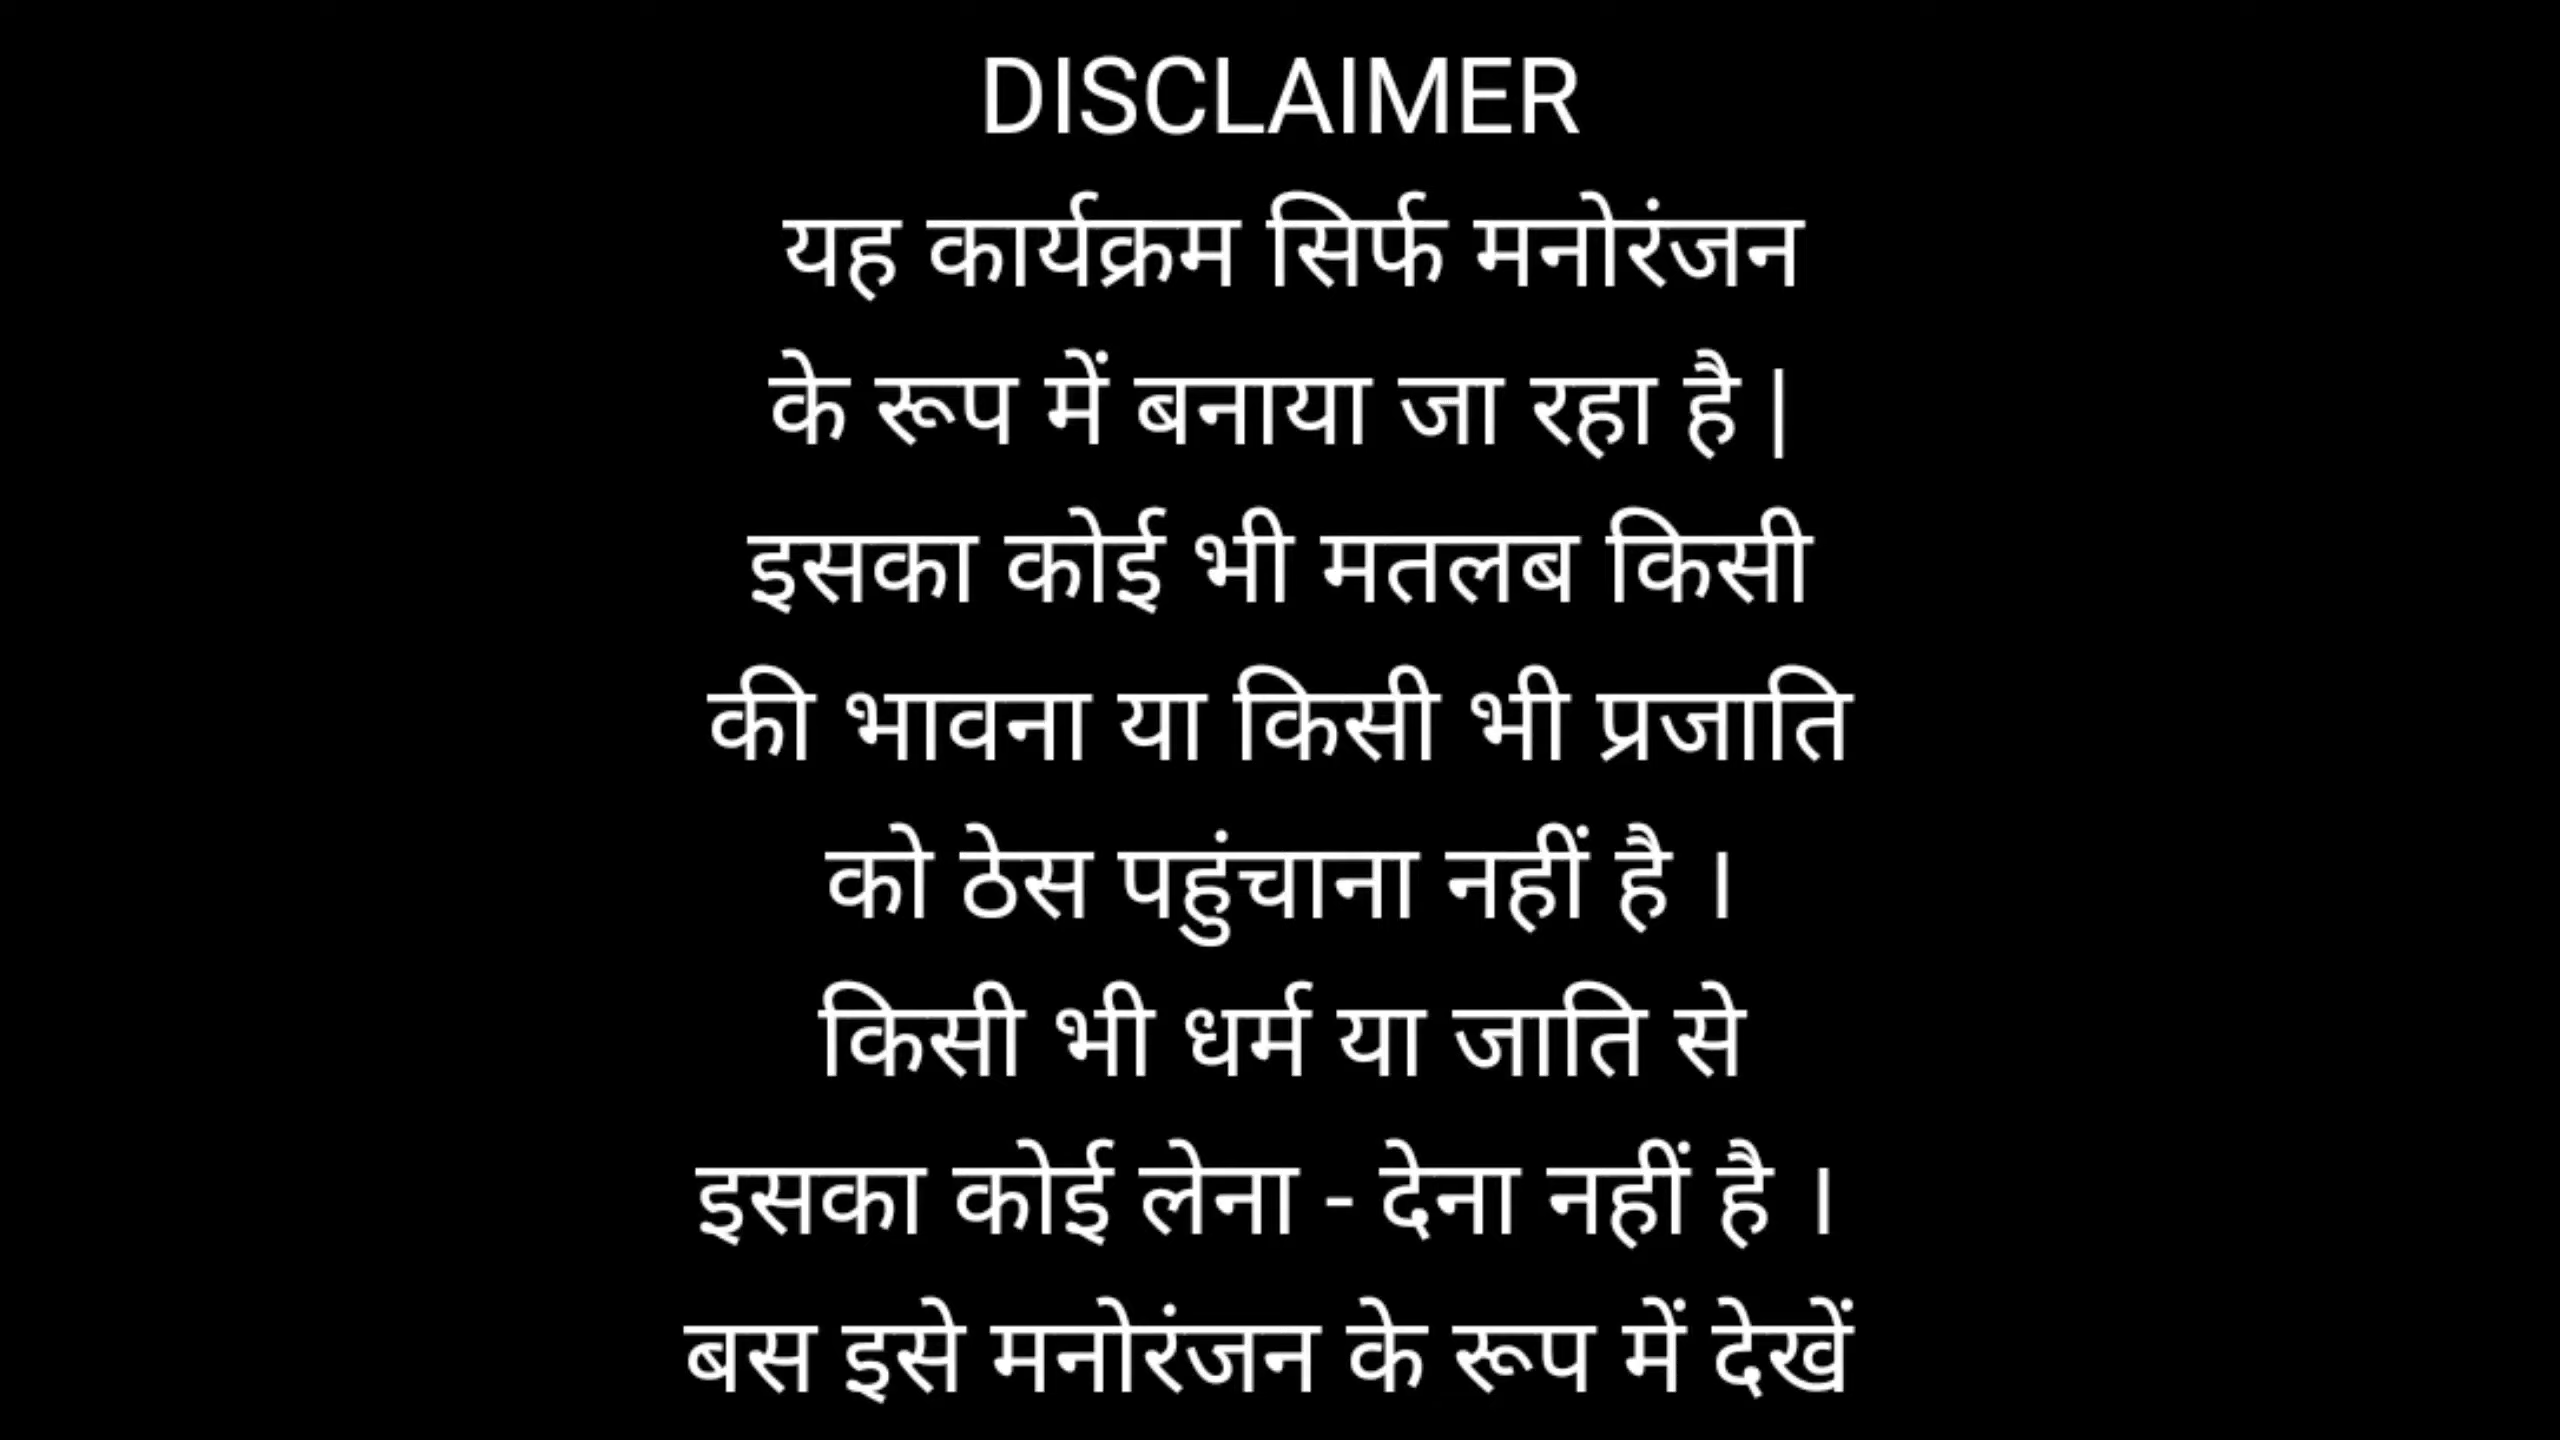 DISCLAIMER
यह कार्यक्रम सिर्फ मनोरंजन
के रूप में बनाया जा रहा है |
इसका कोई भी मतलब किसी
की भावना या किसी भी प्रजाति
को ठेस पहुंचाना नहीं है ।
किसी भी धर्म या जाति से
इसका कोई लेना - देना नहीं है ।
बस इसे मनोरंजन के रूप में देखें